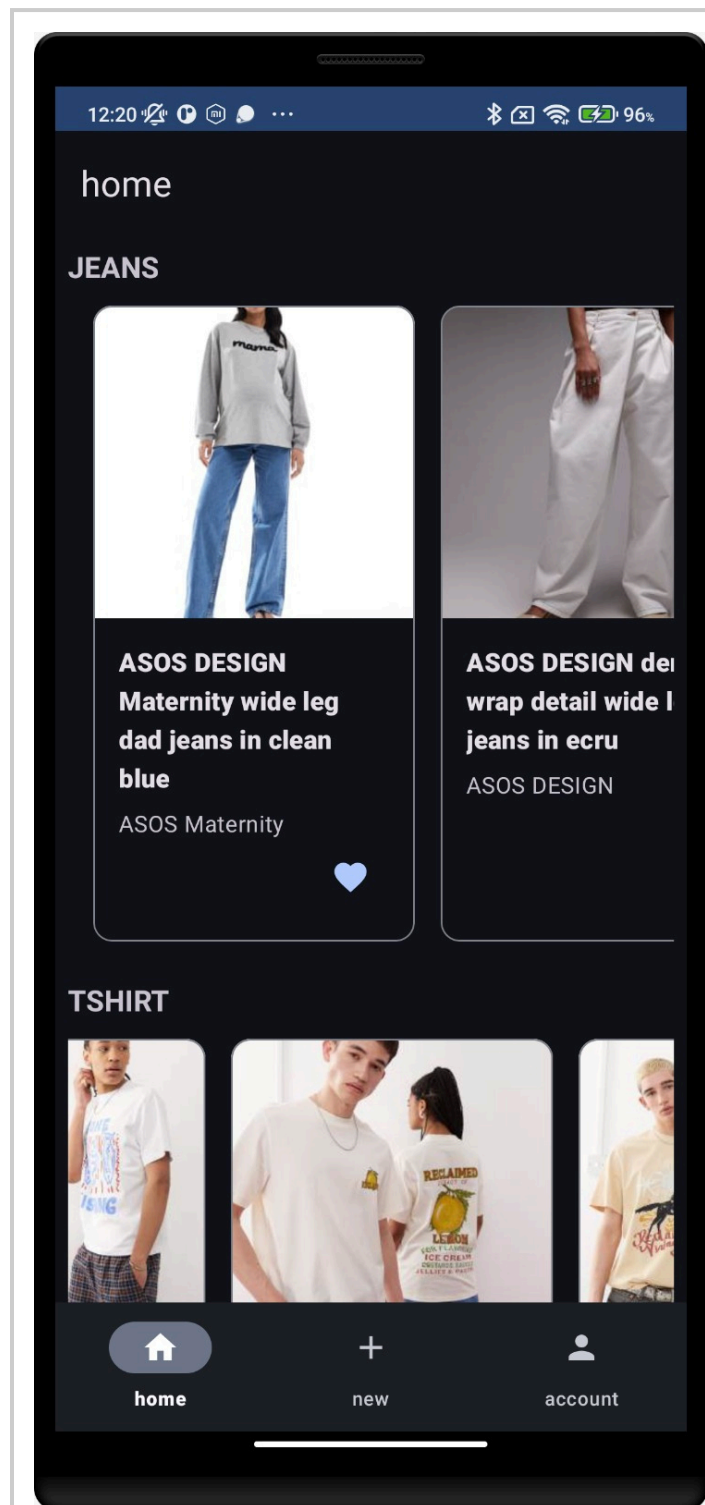 12:20
96%
home
JEANS
mama
ASOS DESIGN
Maternity wide leg
dad jeans in clean
blue
ASOS Maternity
ASOS DESIGN
wrap detail wide
jeans in ecru
ASOS DESIGN
TSHIRT
RECLAIMED
LEMON
ICE CREAM
home
new
account